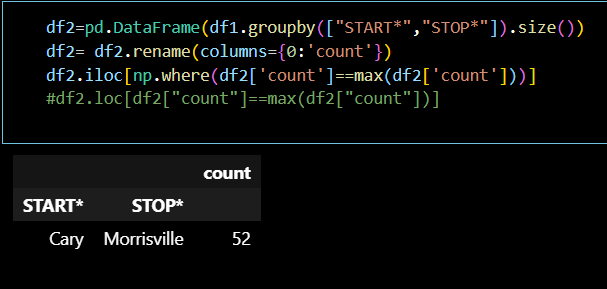 df2=pd.DataFrame(df1.groupby(["START*","STOP*"]).size())
df2= df2.rename(columns={0:'count'})
df2.iloc[np.where(df2['count']==max(df2['count']))]
#df2.loc[df2["count"]==max(df2["count"])]
count
START* STOP*
Cary Morrisville 52